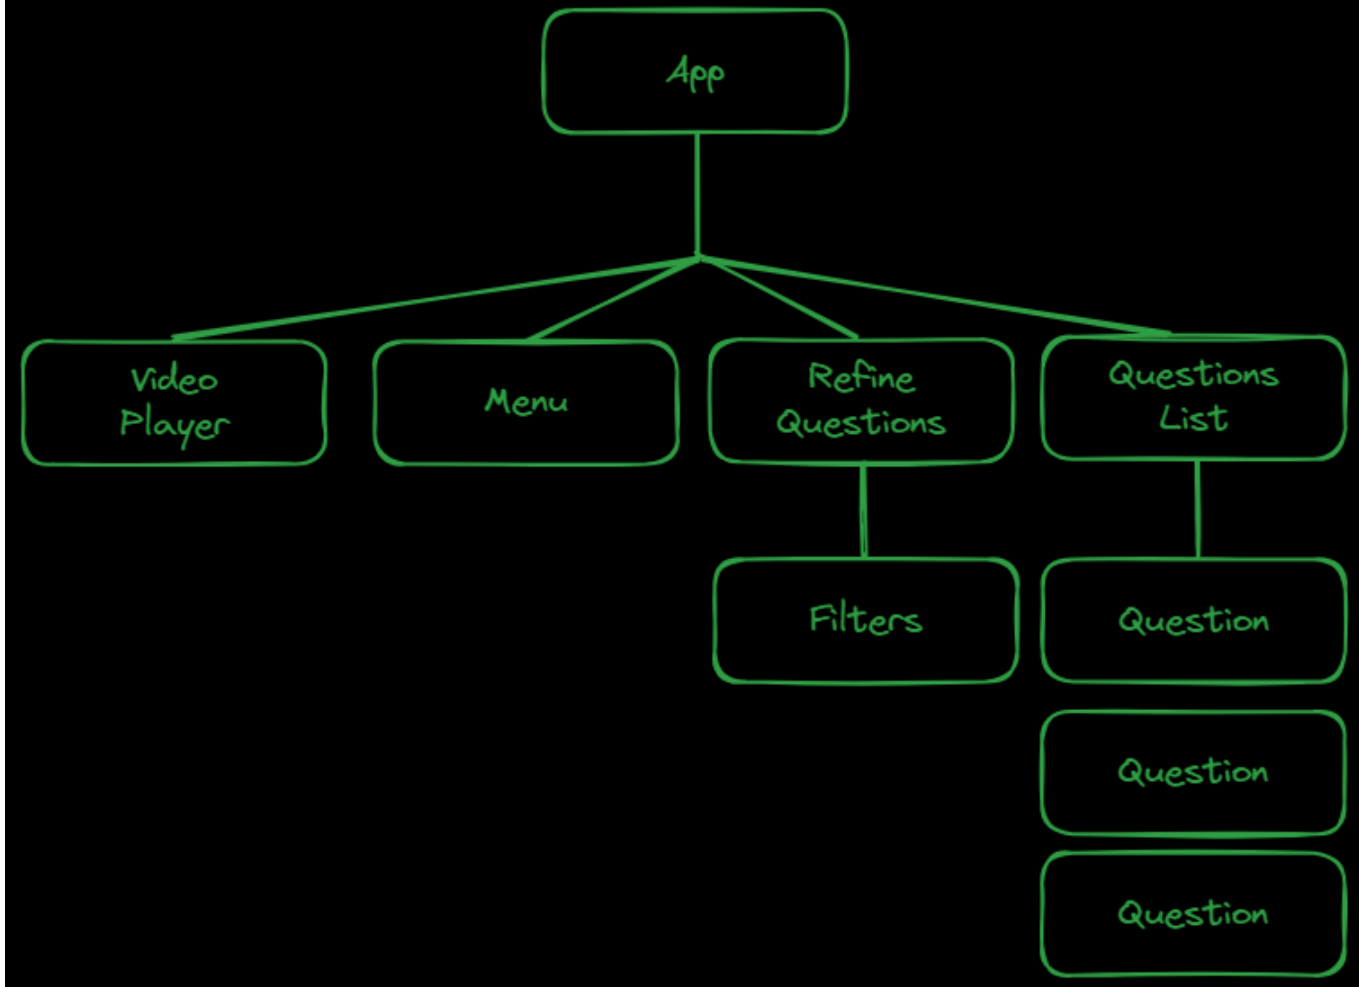 App
Video
Player
Menu
Refine
Questions
Questions
List
Filters
Question
Question
Question